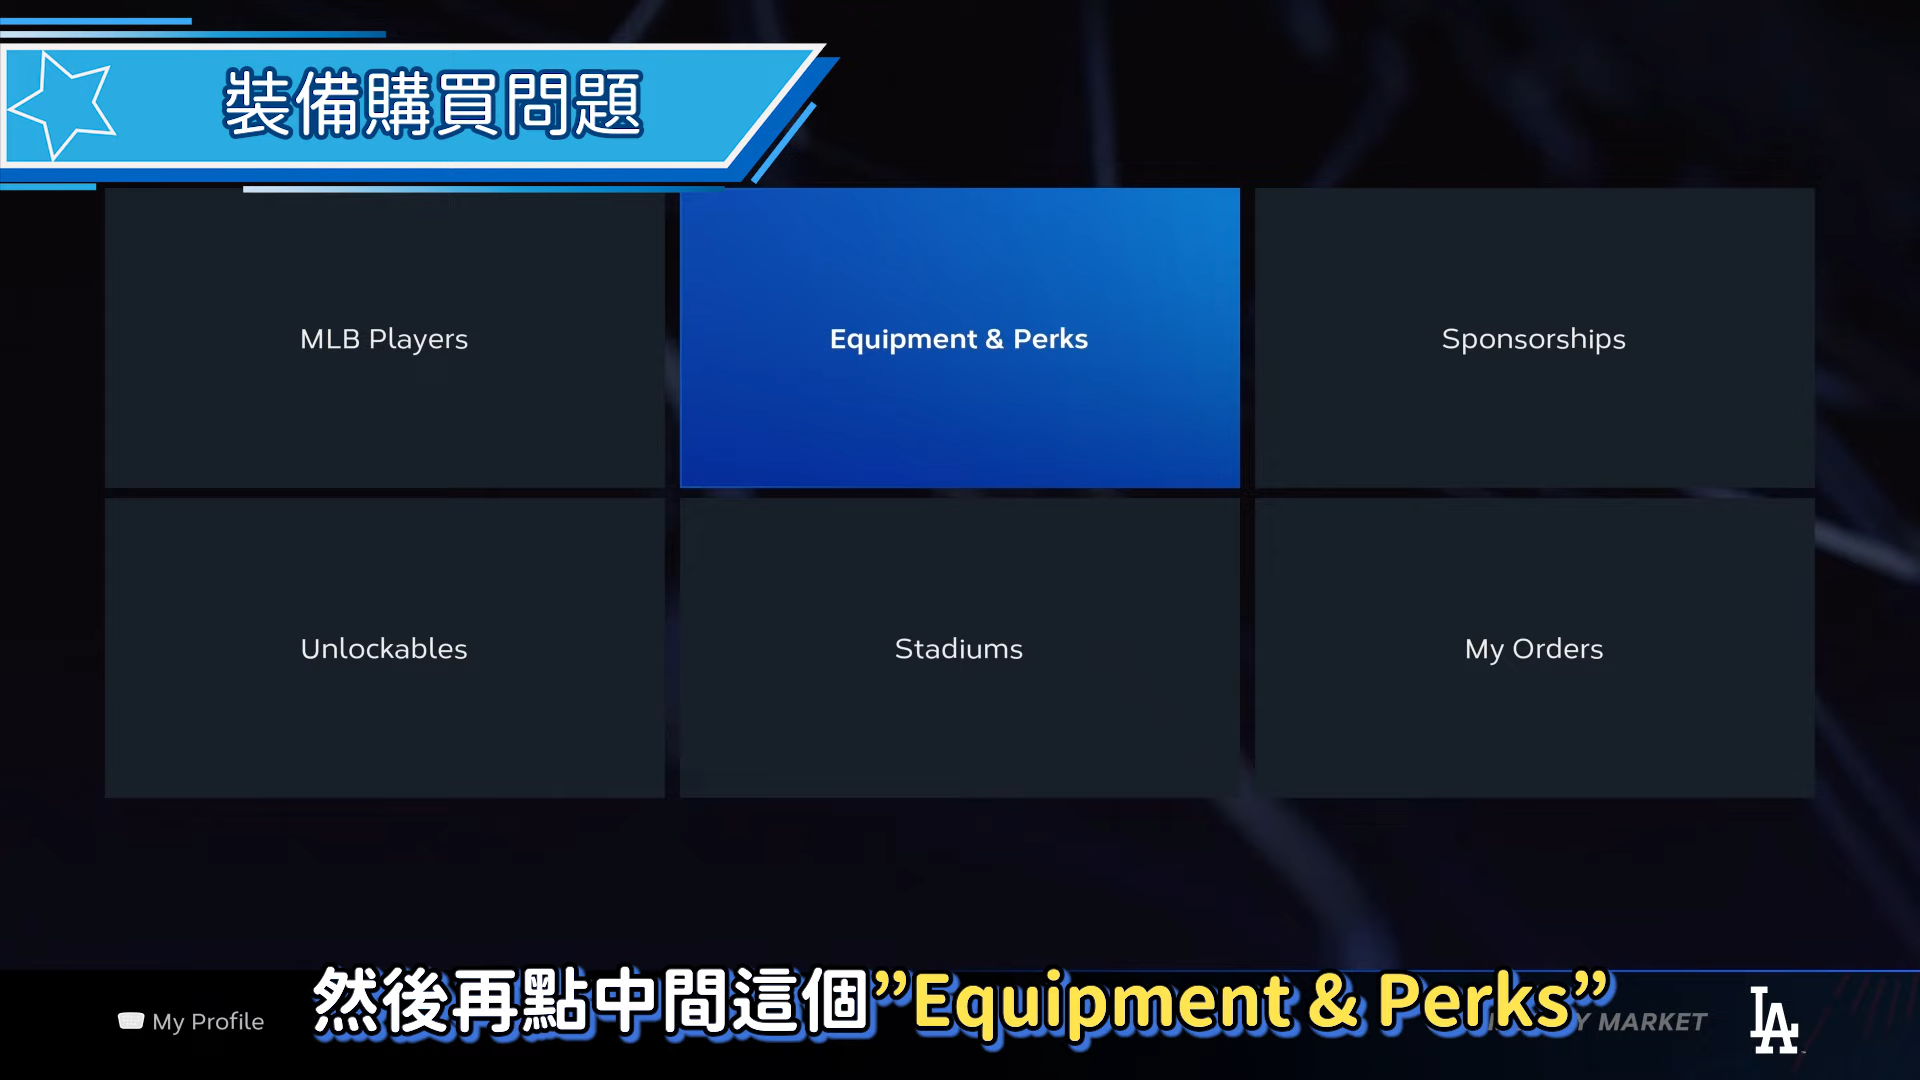 裝備購買問題
MLB Players
Equipment & Perks
Sponsorships
Unlockables
Stadiums
My Orders
My Profile
然後再點中間這個”Equipment & Perks”
MARKET
LA